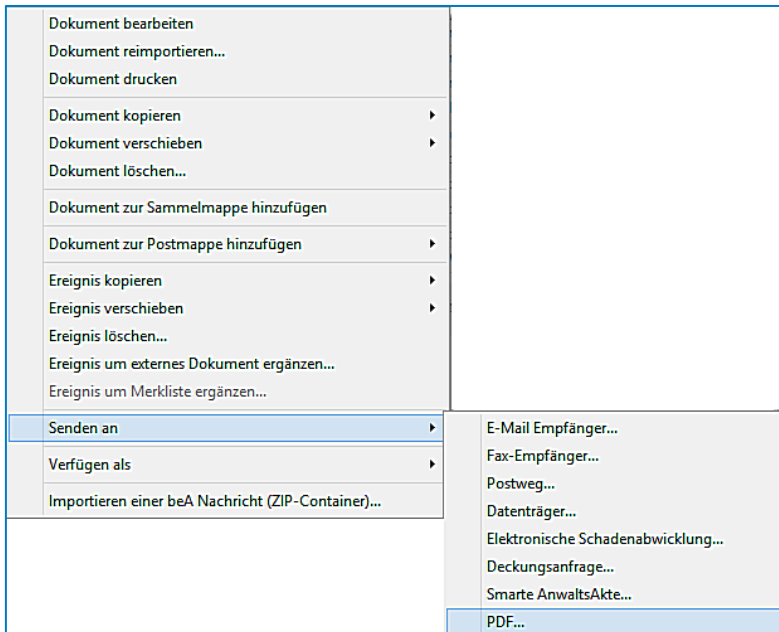 Dokument bearbeiten
Dokument reimportieren...
Dokument drucken
Dokument kopieren
Dokument verschieben
Dokument löschen...
Dokument zur Sammelmappe hinzufügen
Dokument zur Postmappe hinzufügen
Ereignis kopieren
Ereignis verschieben
Ereignis löschen...
Ereignis um externes Dokument ergänzen...
Ereignis um Merkliste ergänzen...
Senden an
Verfügen als
Importieren einer beA Nachricht (ZIP-Container)...
E-Mail Empfänger...
Fax-Empfänger...
Postweg...
Datenträger...
Elektronische Schadenabwicklung...
Deckungsanfrage...
Smarte AnwaltsAkte...
PDF...